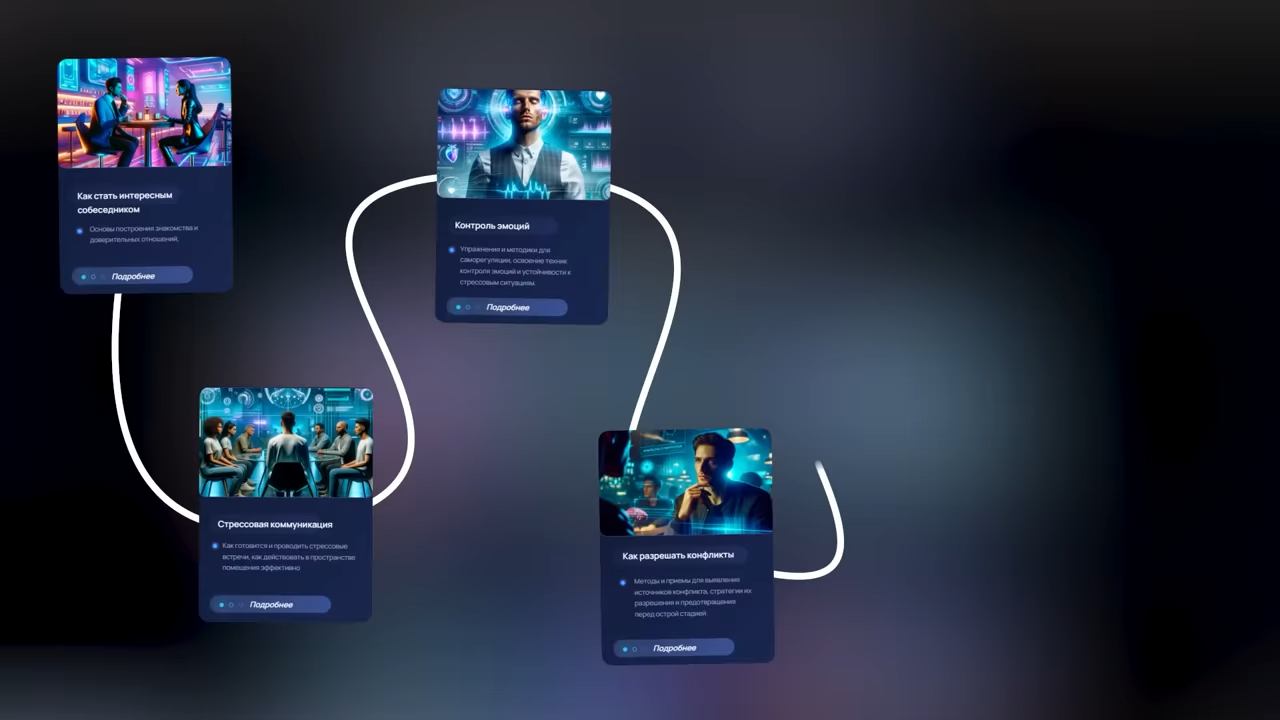 Как стать интересным
собеседником
Основы построения знакомства и
доверительных отношений,
Подробнее
Стрессовая коммуникация
Как готовится и проводить стрессовые
встречи, как действовать в пространстве
помещения эффективно
Подробнее
Контроль эмоций
Упражнения и методики для
саморегуляции, освоение техник
контроля эмоций и устойчивости к
стрессовым ситуациям.
Подробнее
Как разрешать конфликты
Методы и приемы для выявления
источников конфликта, стратегии их
разрешения и предотвращения
перед острой стадией
Подробнее